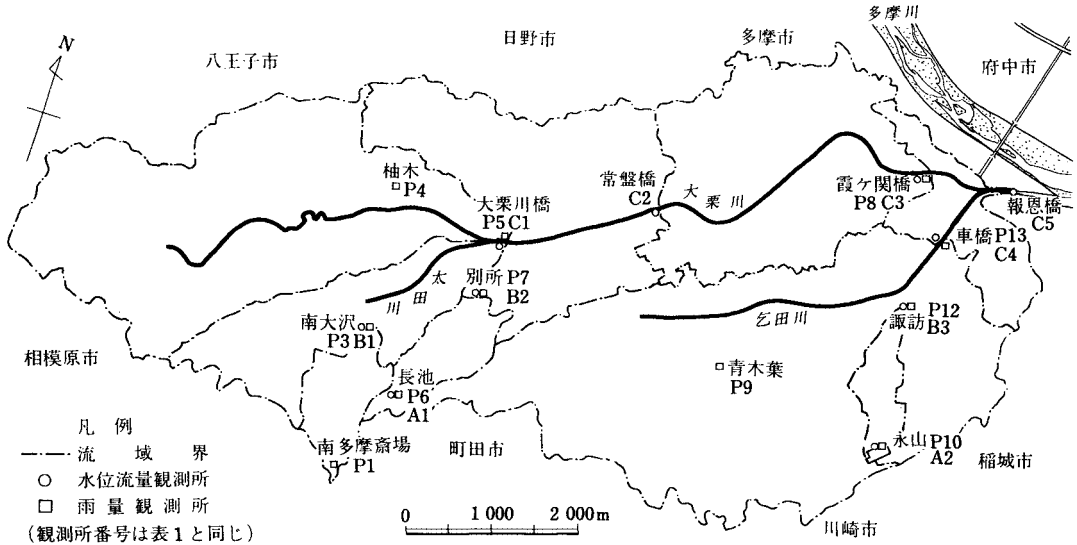 多摩川
N
日野市
多摩市
府中市
八王子市
柚木
P4
大栗川橋
P5 C1
常盤橋
C2
大栗川
霞ケ関橋
P8 C3
報恩橋
C5
車橋 P13
C4
別所 P7
B2
太田川
南大沢
P3 B1
乞田川
諏訪 P12
B3
相模原市
長池
P6
A1
青木葉
P9
南多摩斎場
P1
町田市
永山 P10
A2
稲城市
川崎市
凡例
流域界
水位流量観測所
雨量観測所
(観測所番号は表1と同じ)
0 1 000 2 000m